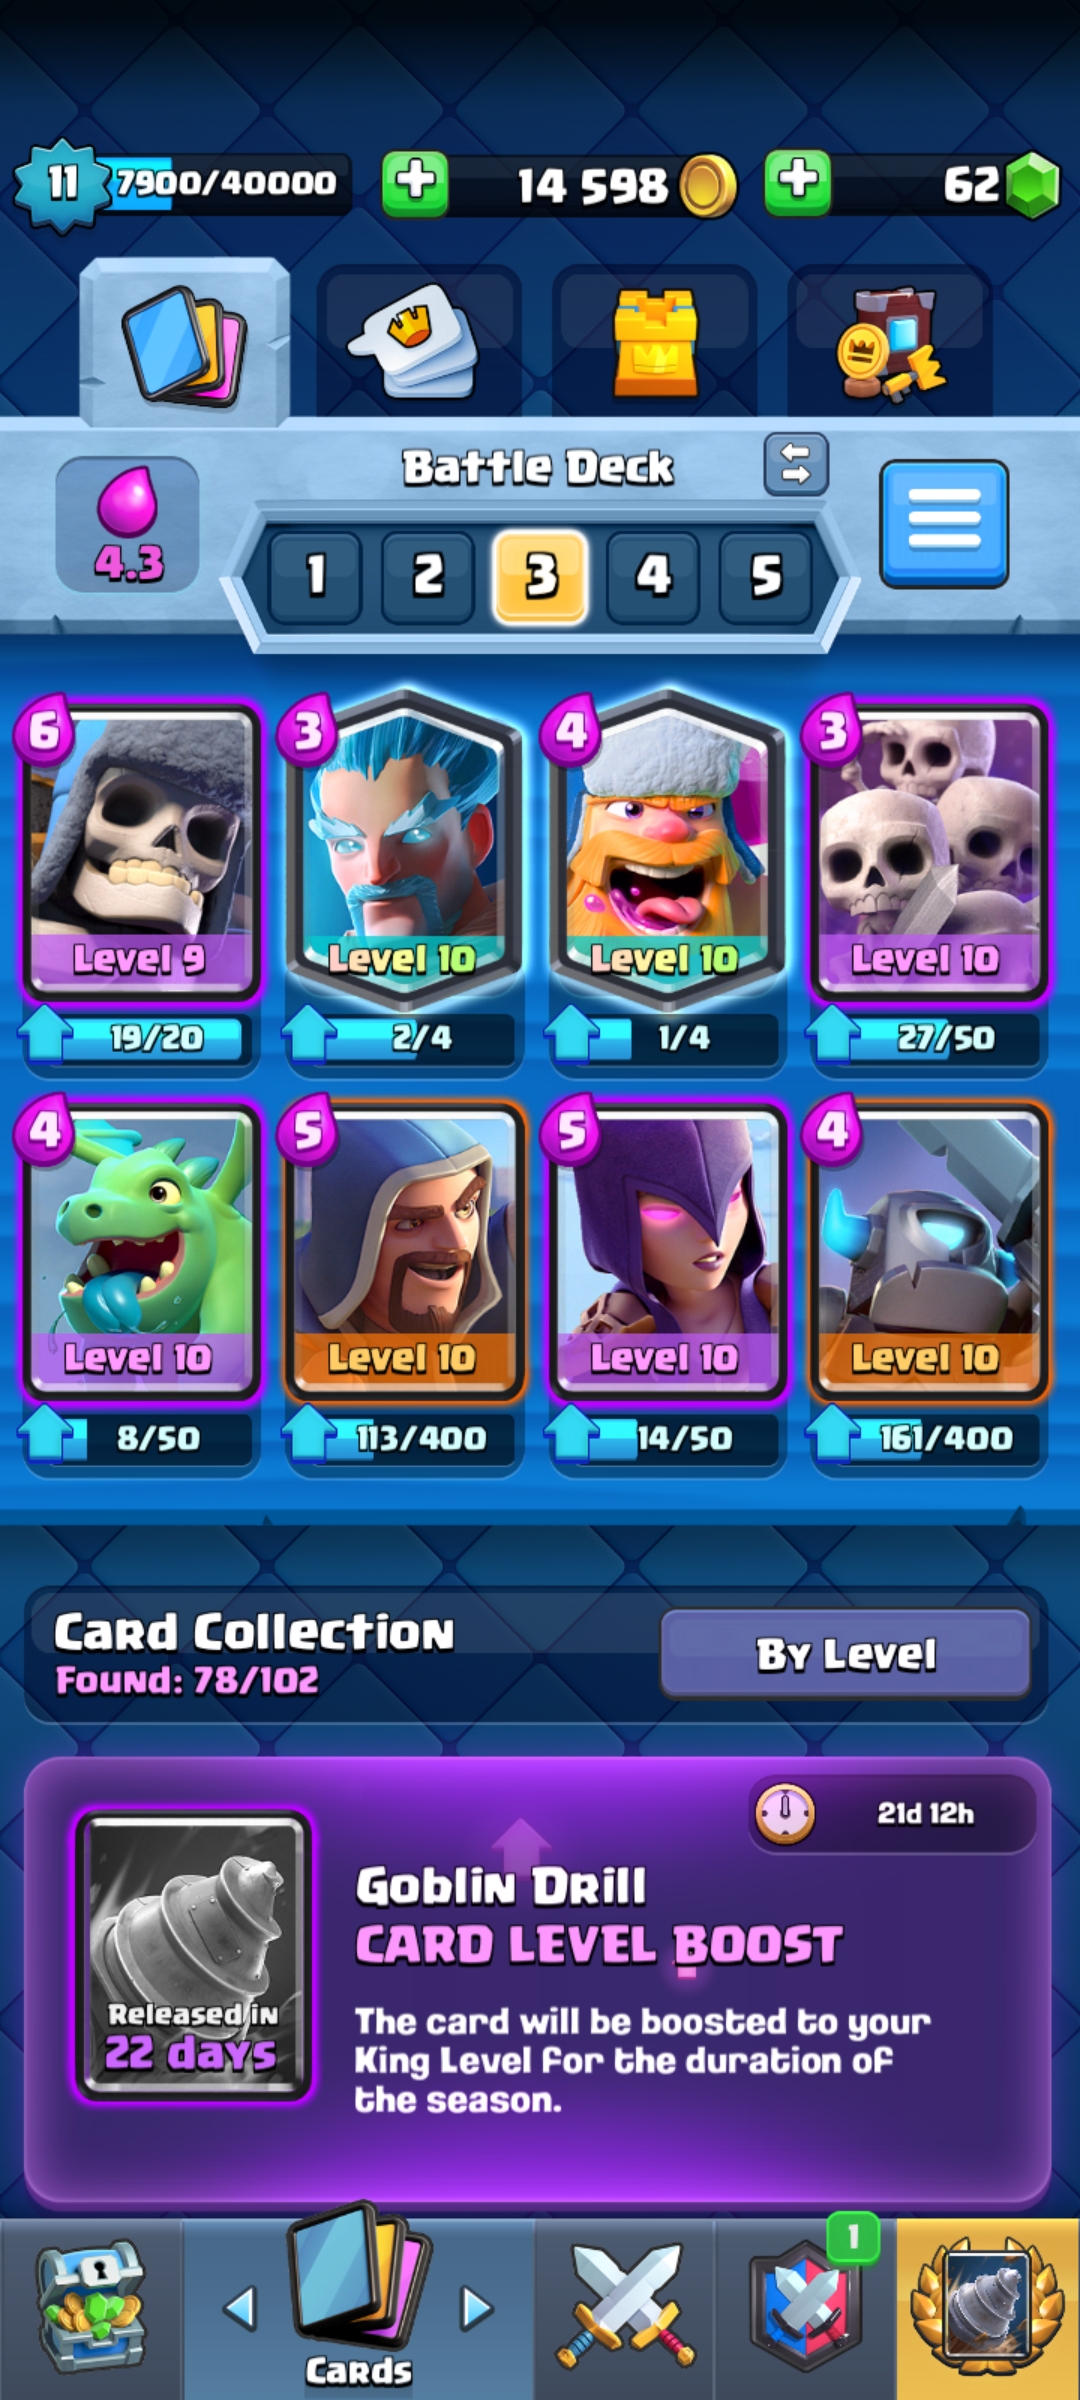 11
7900/40000
14 598
62
Battle Deck
4.3
1
2
3
4
5
6
3
4
3
Level 9
Level 10
Level 10
Level 10
19/20
2/4
1/4
27/50
4
5
5
4
Level 10
Level 10
Level 10
Level 10
8/50
113/400
14/50
161/400
Card Collection
Found: 78/102
By Level
21d 12h
Goblin Drill
CARD LEVEL BOOST
Released in
22 days
The card will be boosted to your
King Level for the duration of
the season.
1
Cards